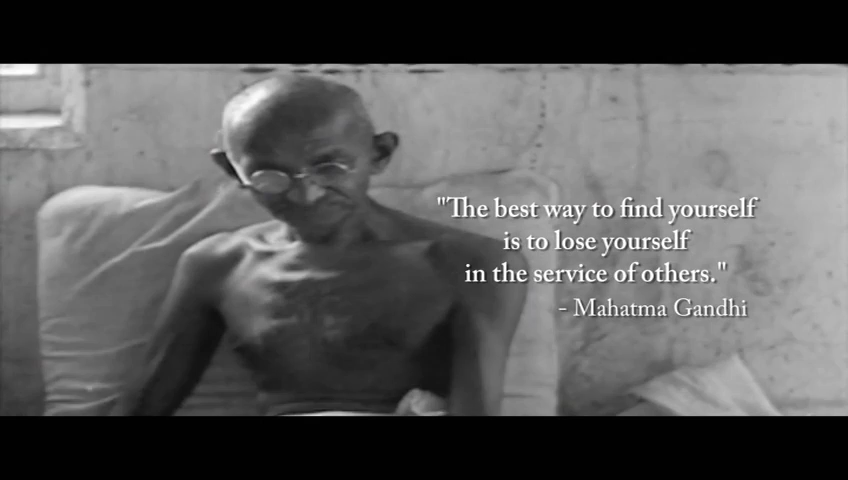 "The best way to find yourself
is to lose yourself
in the service of others."
- Mahatma Gandhi